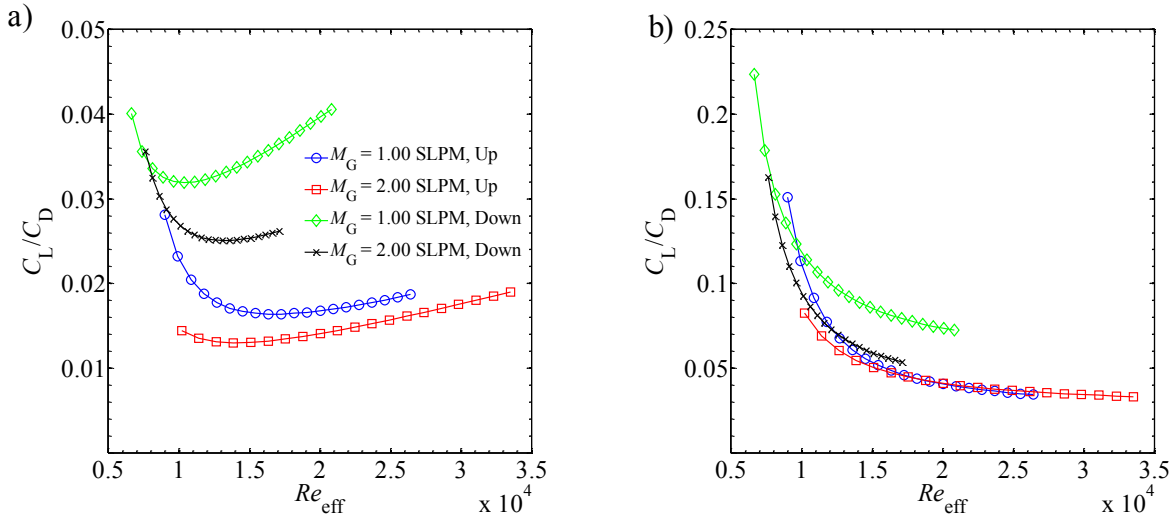 a)
0.05
0.04
0.03
0.02
0.01
C_L/C_D
M_G = 1.00 SLPM, Up
M_G = 2.00 SLPM, Up
M_G = 1.00 SLPM, Down
M_G = 2.00 SLPM, Down
0.5 1 1.5 2 2.5 3 3.5
Re_eff
x 10^4
b)
0.25
0.2
0.15
0.1
0.05
C_L/C_D
0.5 1 1.5 2 2.5 3 3.5
Re_eff
x 10^4